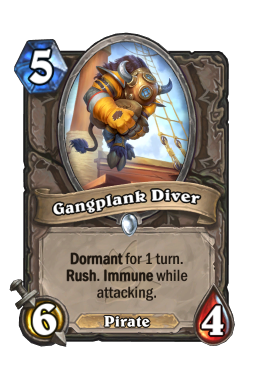 5
Gangplank Diver
Dormant for 1 turn.
Rush. Immune while
attacking.
6
Pirate
4